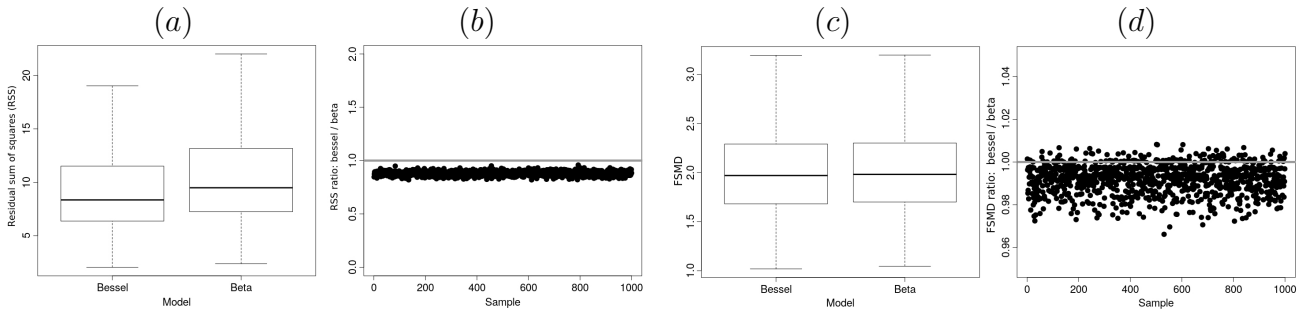 (a)
Residual sum of squares (RSS)
20
15
10
5
Bessel Beta
Model
(b)
RSS ratio: bessel / beta
2.0
1.5
1.0
0.5
0.0
0 200 400 600 800 1000
Sample
(c)
FSMD
3.0
2.5
2.0
1.5
1.0
Bessel Beta
Model
(d)
FSMD ratio: bessel / beta
1.04
1.02
1.00
0.98
0.96
0 200 400 600 800 1000
Sample